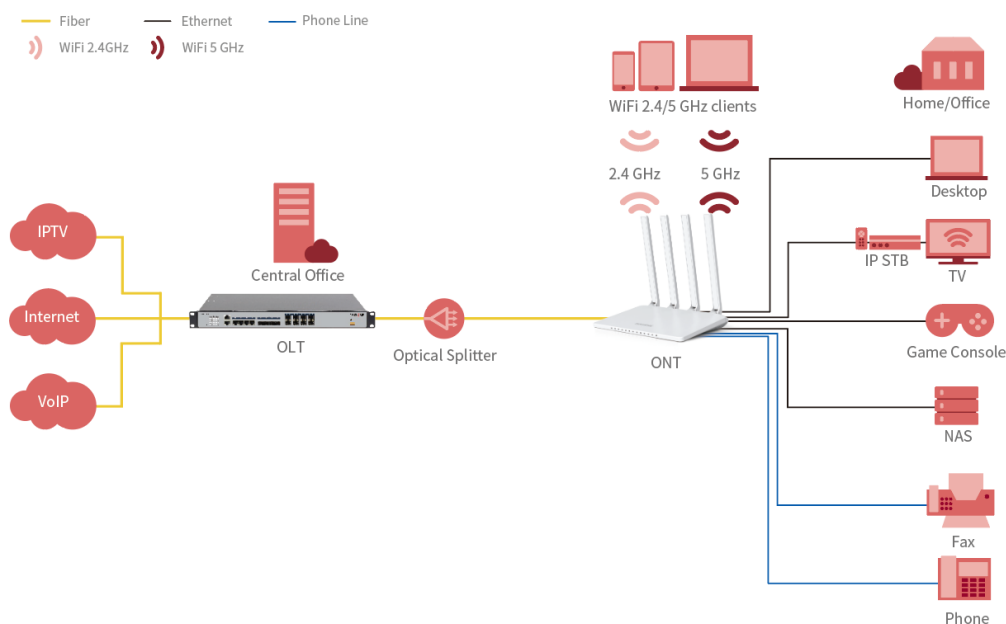 Fiber
Ethernet
Phone Line
WiFi 2.4GHz
WiFi 5 GHz
WiFi 2.4/5 GHz clients
Home/Office
2.4 GHz
5 GHz
Desktop
IPTV
Central Office
IP STB
TV
Internet
OLT
Optical Splitter
ONT
Game Console
VoIP
NAS
Fax
Phone